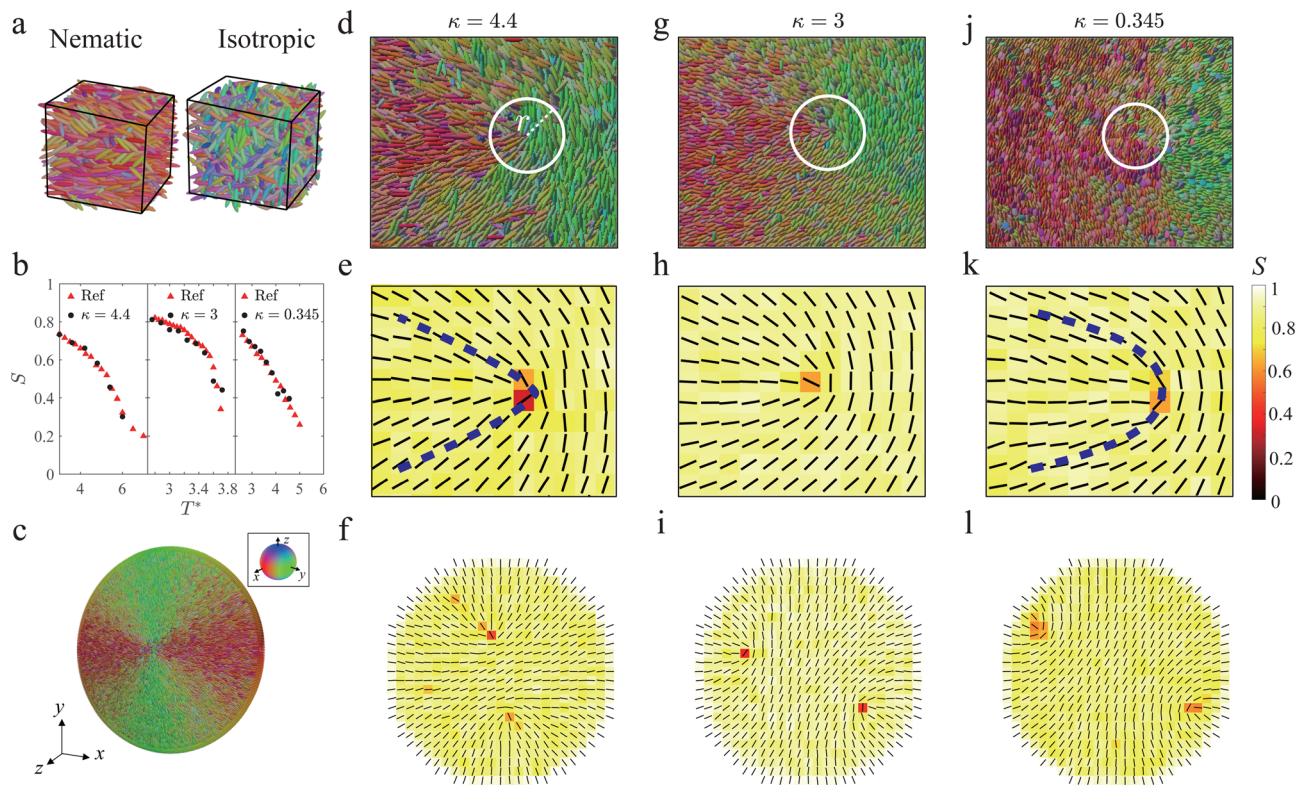 a
Nematic
Isotropic
d
κ = 4.4
r
g
κ = 3
j
κ = 0.345
b
1
0.8
0.6
0.4
0.2
0
S
Ref
κ = 4.4
Ref
κ = 3
Ref
κ = 0.345
4 6 3 3.4 3.8 3 4 5 6
T*
e
h
k
S
1
0.8
0.6
0.4
0.2
0
c
z
x
y
y
x
z
f
i
l